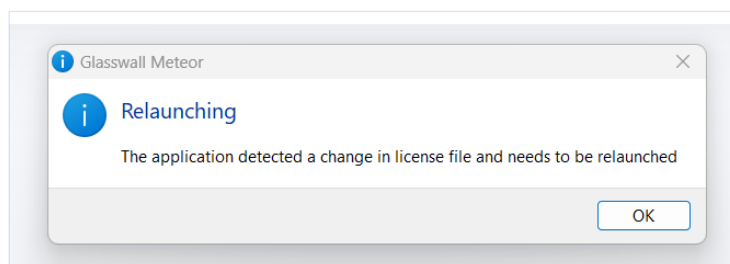 Glasswall Meteor
Relaunching
The application detected a change in license file and needs to be relaunched
OK